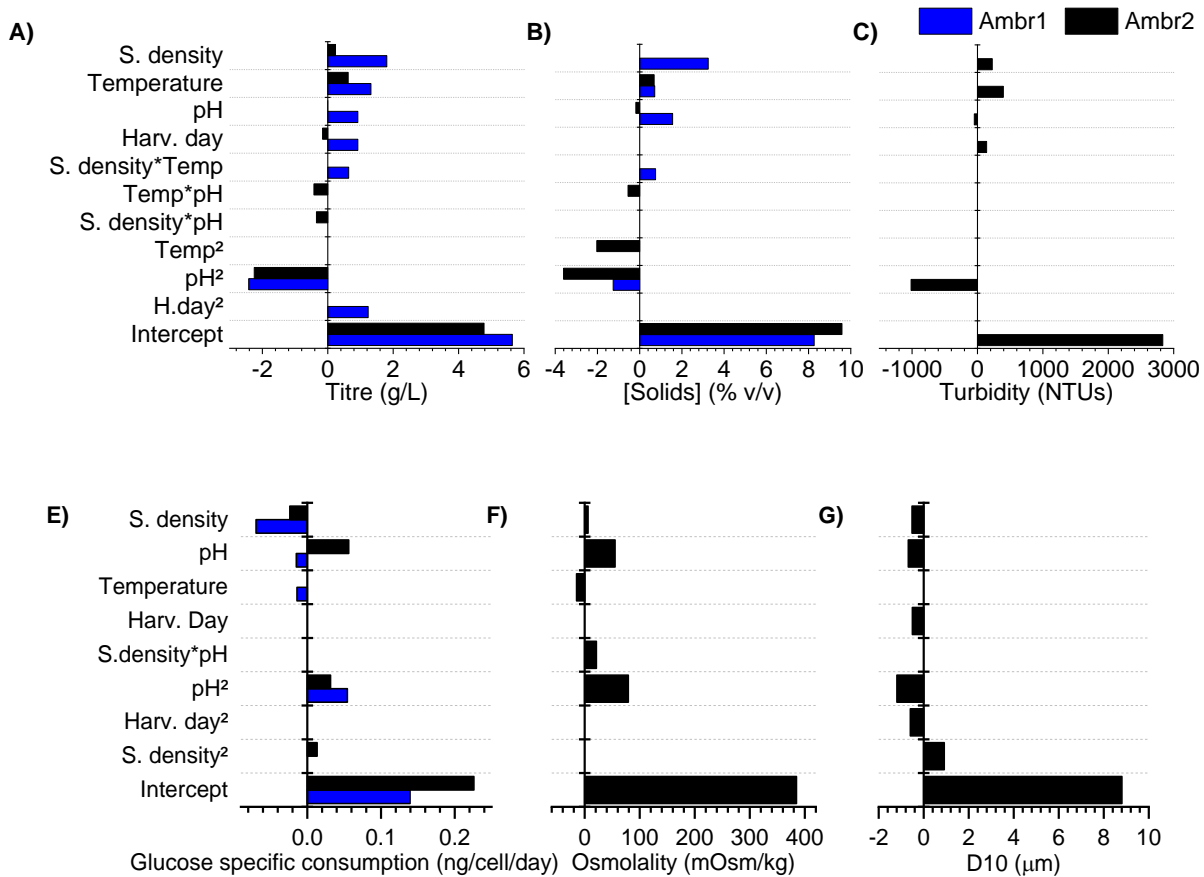 Ambr1 Ambr2
A) B) C)
S. density
Temperature
pH
Harv. day
S. density*Temp
Temp*pH
S. density*pH
Temp²
pH²
H.day²
Intercept
-2 0 2 4 6
Titre (g/L)
-4 -2 0 2 4 6 8 10
[Solids] (% v/v)
-1000 0 1000 2000 3000
Turbidity (NTUs)
E) F) G)
S. density
pH
Temperature
Harv. Day
S.density*pH
pH²
Harv. day²
S. density²
Intercept
0.0 0.1 0.2
Glucose specific consumption (ng/cell/day)
0 100 200 300 400
Osmolality (mOsm/kg)
-2 0 2 4 6 8 10
D10 (μm)